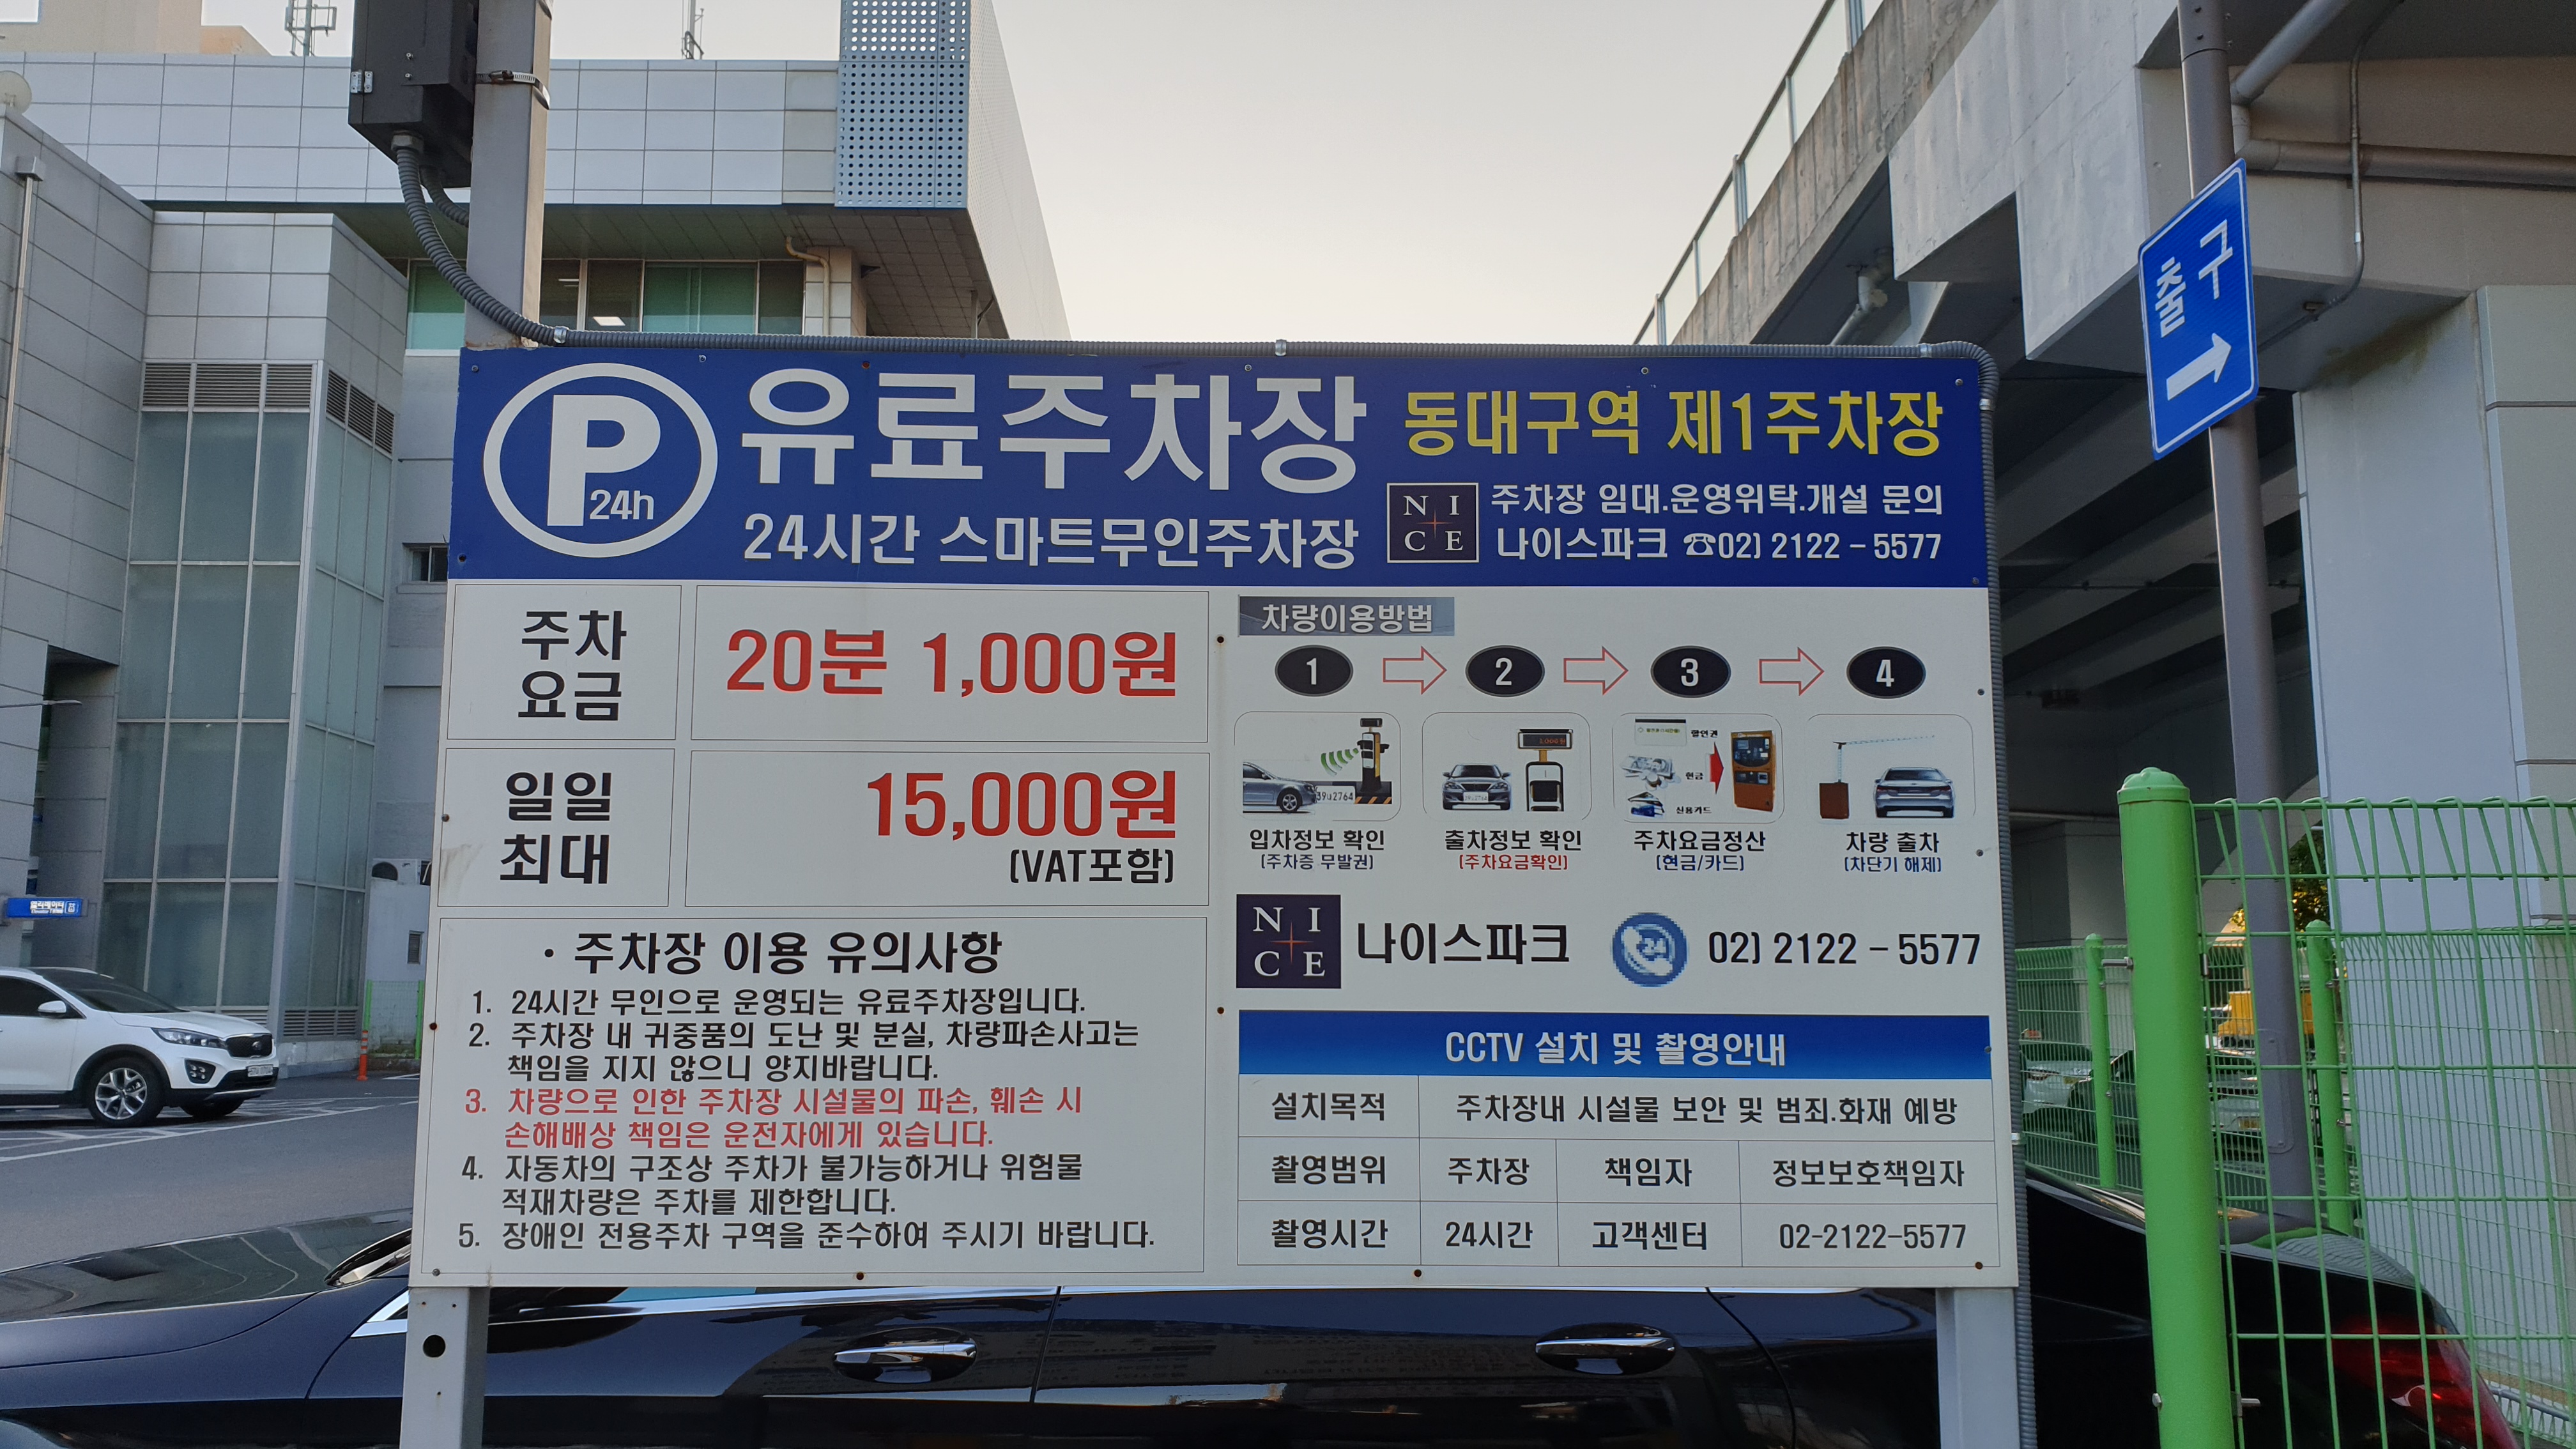 P
24h
유료주차장
24시간 스마트무인주차장
동대구역 제1주차장
NICE
주차장 임대.운영위탁.개설 문의
나이스파크 ☎02) 2122 - 5577
출구
주차
요금
20분 1,000원
일일
최대
15,000원
(VAT포함)
· 주차장 이용 유의사항
1. 24시간 무인으로 운영되는 유료주차장입니다.
2. 주차장 내 귀중품의 도난 및 분실, 차량파손사고는
책임을 지지 않으니 양지바랍니다.
3. 차량으로 인한 주차장 시설물의 파손, 훼손 시
손해배상 책임은 운전자에게 있습니다.
4. 자동차의 구조상 주차가 불가능하거나 위험물
적재차량은 주차를 제한합니다.
5. 장애인 전용주차 구역을 준수하여 주시기 바랍니다.
차량이용방법
1 2 3 4
할인권
현금
신용카드
입차정보 확인
(주차증 무발권)
출차정보 확인
(주차요금확인)
주차요금정산
(현금/카드)
차량 출차
(차단기 해제)
NICE
나이스파크
24
02) 2122 - 5577
CCTV 설치 및 촬영안내
설치목적 주차장내 시설물 보안 및 범죄.화재 예방
촬영범위 주차장 책임자 정보보호책임자
촬영시간 24시간 고객센터 02-2122-5577